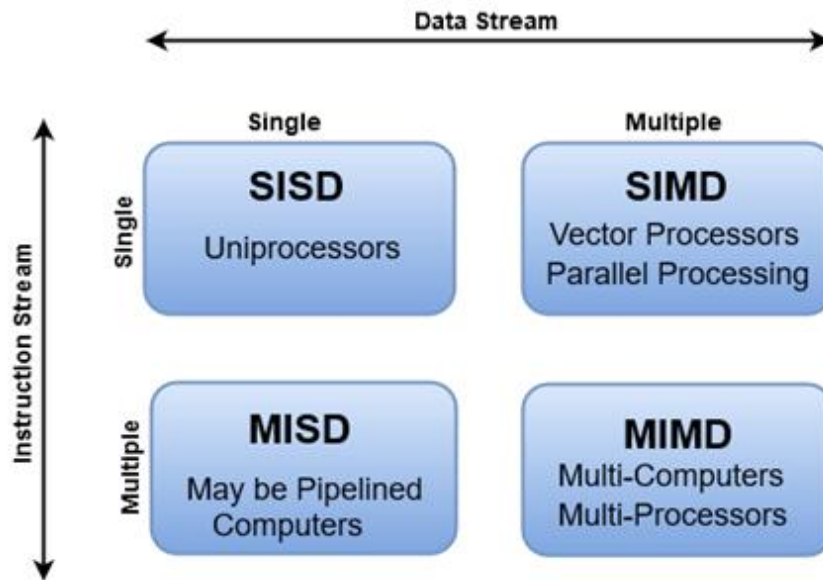 Data Stream
Single
Multiple
Instruction Stream
Single
SISD
Uniprocessors
SIMD
Vector Processors
Parallel Processing
Multiple
MISD
May be Pipelined
Computers
MIMD
Multi-Computers
Multi-Processors